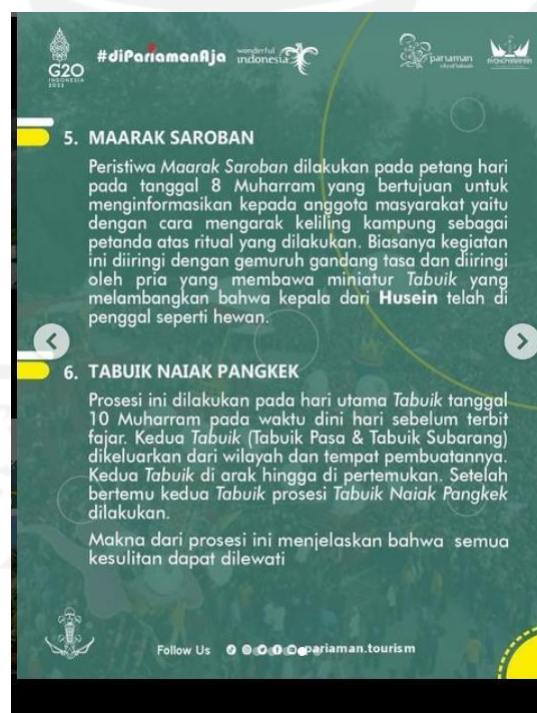 G20
INDONESIA
2022
#diPariamanAja
wonderful
indonesia
pariaman
5. MAARAK SAROBAN
Peristiwa Maarak Saroban dilakukan pada petang hari
pada tanggal 8 Muharram yang bertujuan untuk
menginformasikan kepada anggota masyarakat yaitu
dengan cara mengarak keliling kampung sebagai
petanda atas ritual yang dilakukan. Biasanya kegiatan
ini diiringi dengan gemuruh gandang tasa dan diiringi
oleh pria yang membawa miniatur Tabuik yang
melambangkan bahwa kepala dari Husein telah di
penggal seperti hewan.
6. TABUIK NAIAK PANGKEK
Prosesi ini dilakukan pada hari utama Tabuik tanggal
10 Muharram pada waktu dini hari sebelum terbit
fajar. Kedua Tabuik (Tabuik Pasa & Tabuik Subarang)
dikeluarkan dari wilayah dan tempat pembuatannya.
Kedua Tabuik di arak hingga di pertemukan. Setelah
bertemu kedua Tabuik prosesi Tabuik Naiak Pangkek
dilakukan.
Makna dari prosesi ini menjelaskan bahwa semua
kesulitan dapat dilewati
Follow Us pariaman.tourism